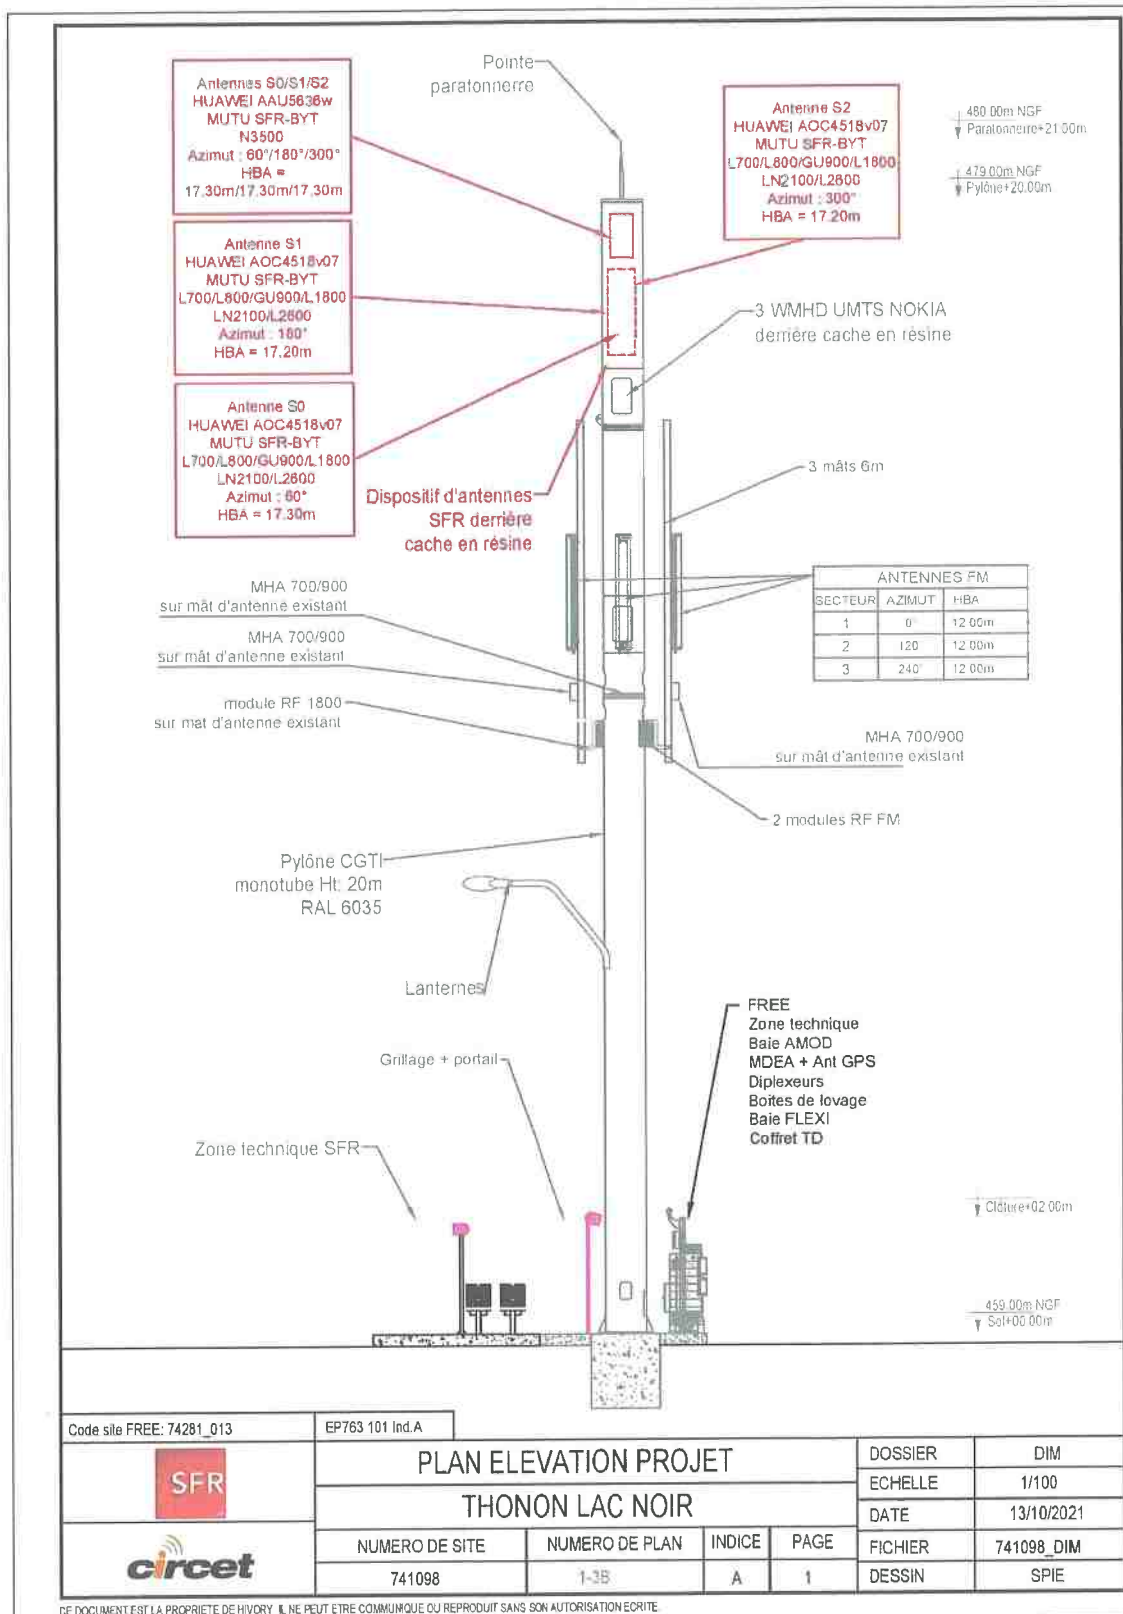 Antennes S0/S1/S2
HUAWEI AAU5636w
MUTU SFR-BYT
N3500
Azimut : 60°/180°/300°
HBA =
17.30m/17.30m/17.30m
Pointe
paratonnerre
Antenne S2
HUAWEI AOC4518v07
MUTU SFR-BYT
L700/L800/GU900/L1800
LN2100/L2600
Azimut : 300°
HBA = 17.20m
480.00m NGF
Paratonnerre+21.00m
479.00m NGF
Pylône+20.00m
Antenne S1
HUAWEI AOC4518v07
MUTU SFR-BYT
L700/L800/GU900/L1800
LN2100/L2600
Azimut : 180°
HBA = 17.20m
3 WMHD UMTS NOKIA
derrière cache en résine
Antenne S0
HUAWEI AOC4518v07
MUTU SFR-BYT
L700/L800/GU900/L1800
LN2100/L2600
Azimut : 60°
HBA = 17.30m
Dispositif d'antennes
SFR derrière
cache en résine
3 mâts 6m
ANTENNES FM
SECTEUR AZIMUT HBA
1 0° 12.00m
2 120 12.00m
3 240° 12.00m
MHA 700/900
sur mât d'antenne existant
MHA 700/900
sur mât d'antenne existant
module RF 1800
sur mat d'antenne existant
MHA 700/900
sur mât d'antenne existant
2 modules RF FM
Pylône CGTI
monotube Ht: 20m
RAL 6035
Lanternes
Grillage + portail
Zone technique SFR
FREE
Zone technique
Baie AMOD
MDEA + Ant GPS
Diplexeurs
Boites de lovage
Baie FLEXI
Coffret TD
Clôture+02.00m
459.00m NGF
Sol+00.00m
Code site FREE: 74281_013
EP763 101 Ind.A
SFR
circet
PLAN ELEVATION PROJET
THONON LAC NOIR
NUMERO DE SITE NUMERO DE PLAN INDICE PAGE
741098 1-3B A 1
DOSSIER DIM
ECHELLE 1/100
DATE 13/10/2021
FICHIER 741098_DIM
DESSIN SPIE
CE DOCUMENT EST LA PROPRIETE DE HIVORY. IL NE PEUT ETRE COMMUNIQUE OU REPRODUIT SANS SON AUTORISATION ECRITE.